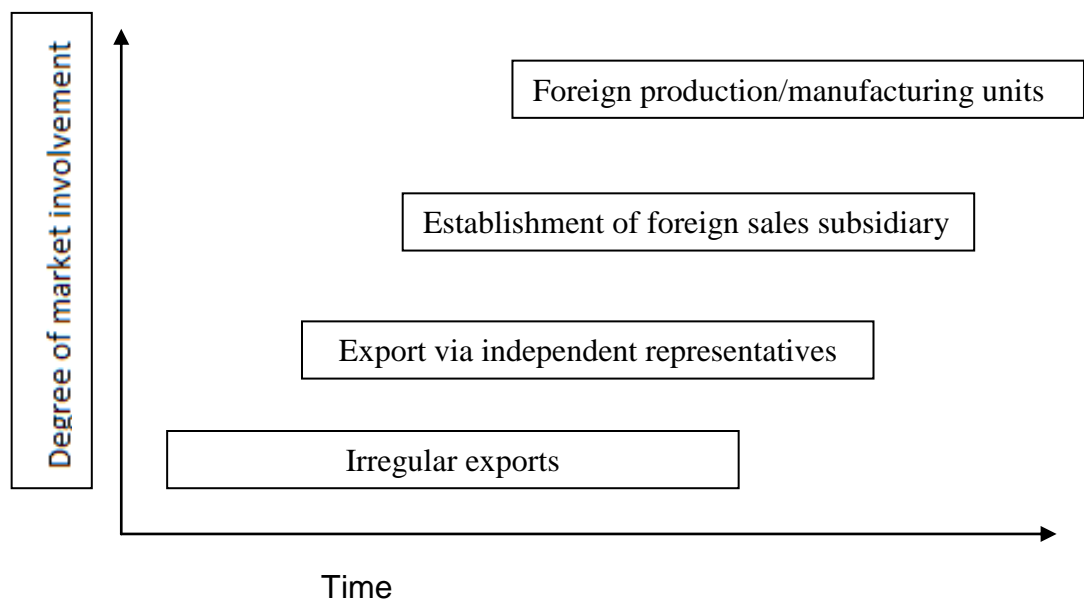 Degree of market involvement
Foreign production/manufacturing units
Establishment of foreign sales subsidiary
Export via independent representatives
Irregular exports
Time